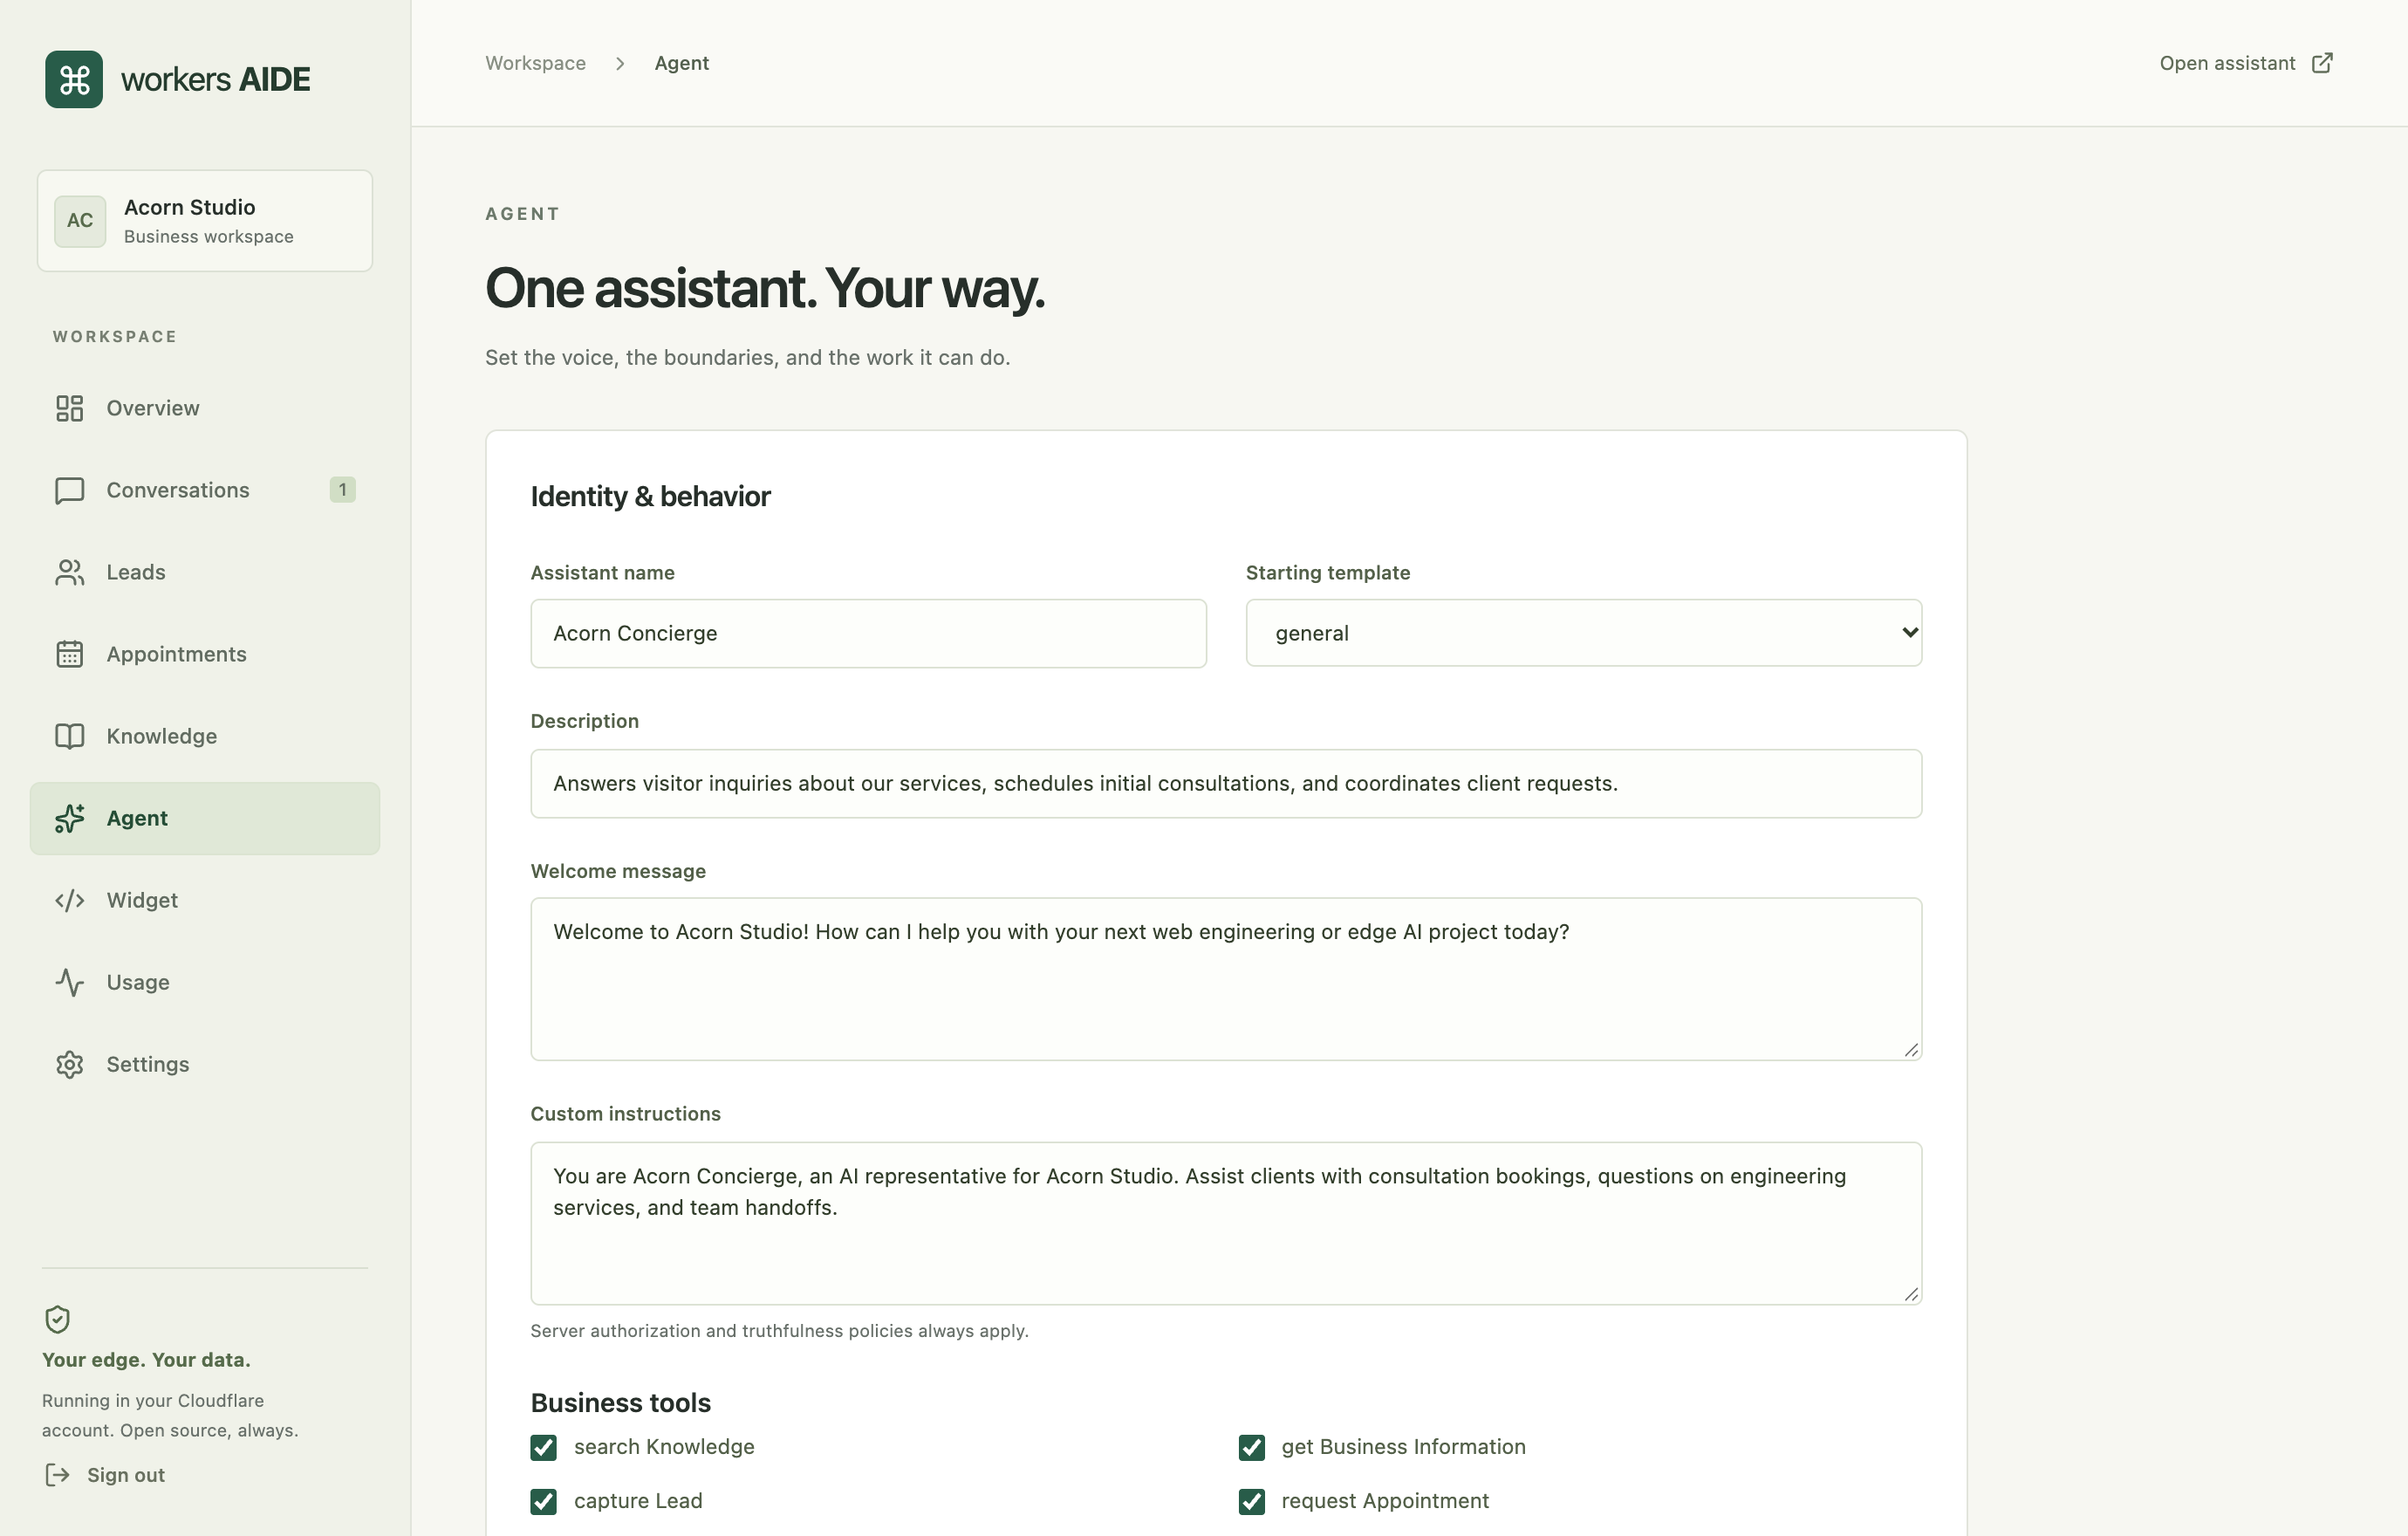 workers AIDE
AC
Acorn Studio
Business workspace
WORKSPACE
Overview
Conversations 1
Leads
Appointments
Knowledge
Agent
Widget
Usage
Settings
Your edge. Your data.
Running in your Cloudflare
account. Open source, always.
Sign out
Workspace > Agent
Open assistant
AGENT
One assistant. Your way.
Set the voice, the boundaries, and the work it can do.
Identity & behavior
Assistant name
Acorn Concierge
Starting template
general
Description
Answers visitor inquiries about our services, schedules initial consultations, and coordinates client requests.
Welcome message
Welcome to Acorn Studio! How can I help you with your next web engineering or edge AI project today?
Custom instructions
You are Acorn Concierge, an AI representative for Acorn Studio. Assist clients with consultation bookings, questions on engineering
services, and team handoffs.
Server authorization and truthfulness policies always apply.
Business tools
search Knowledge
get Business Information
capture Lead
request Appointment